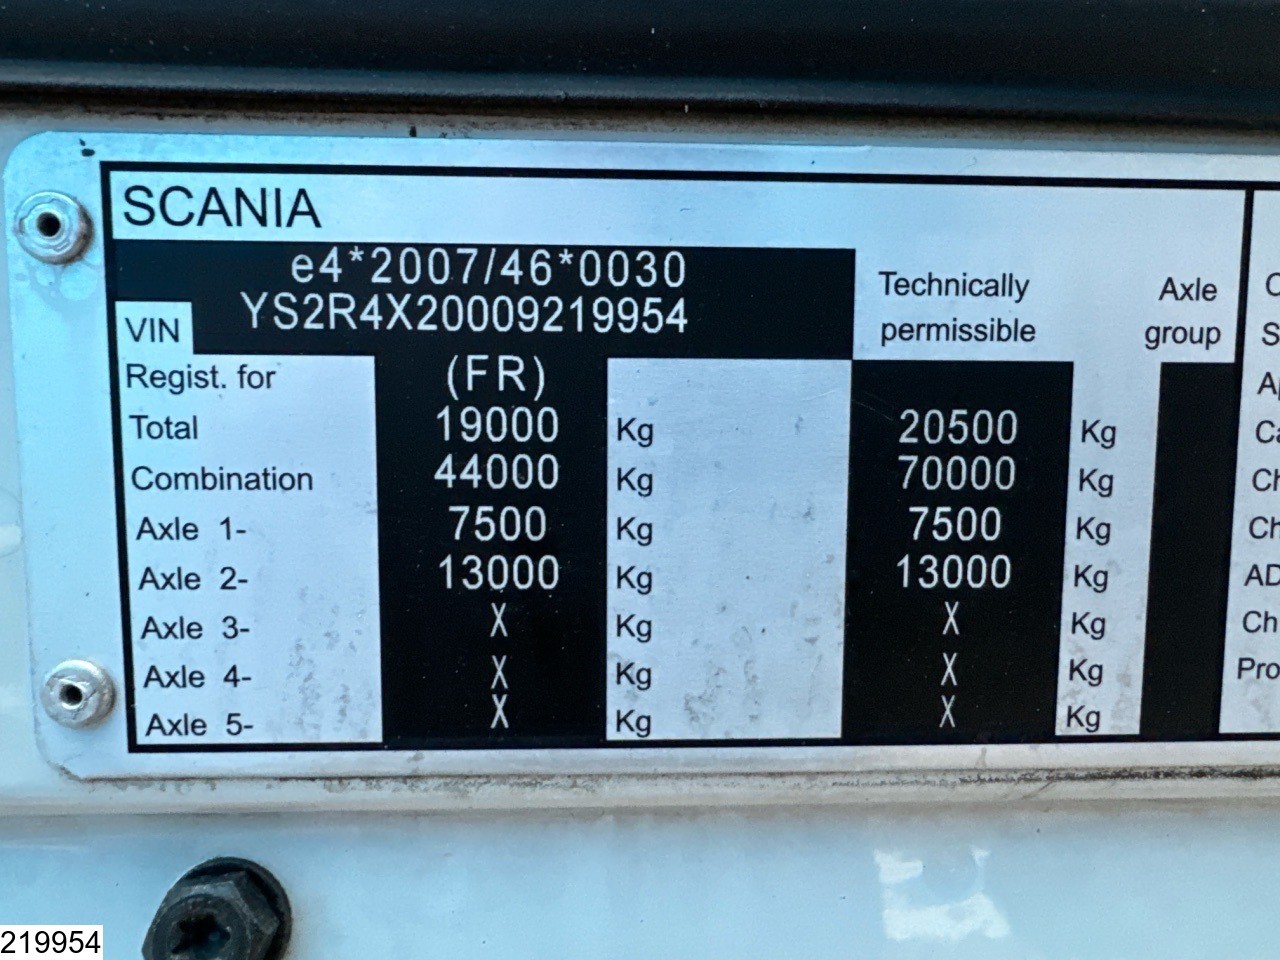 SCANIA
e4*2007/46*0030
VIN YS2R4X20009219954
Technically permissible
Axle group
Regist. for (FR)
Total 19000 Kg 20500 Kg
Combination 44000 Kg 70000 Kg
Axle 1- 7500 Kg 7500 Kg
Axle 2- 13000 Kg 13000 Kg
Axle 3- X Kg X Kg
Axle 4- X Kg X Kg
Axle 5- X Kg X Kg
219954